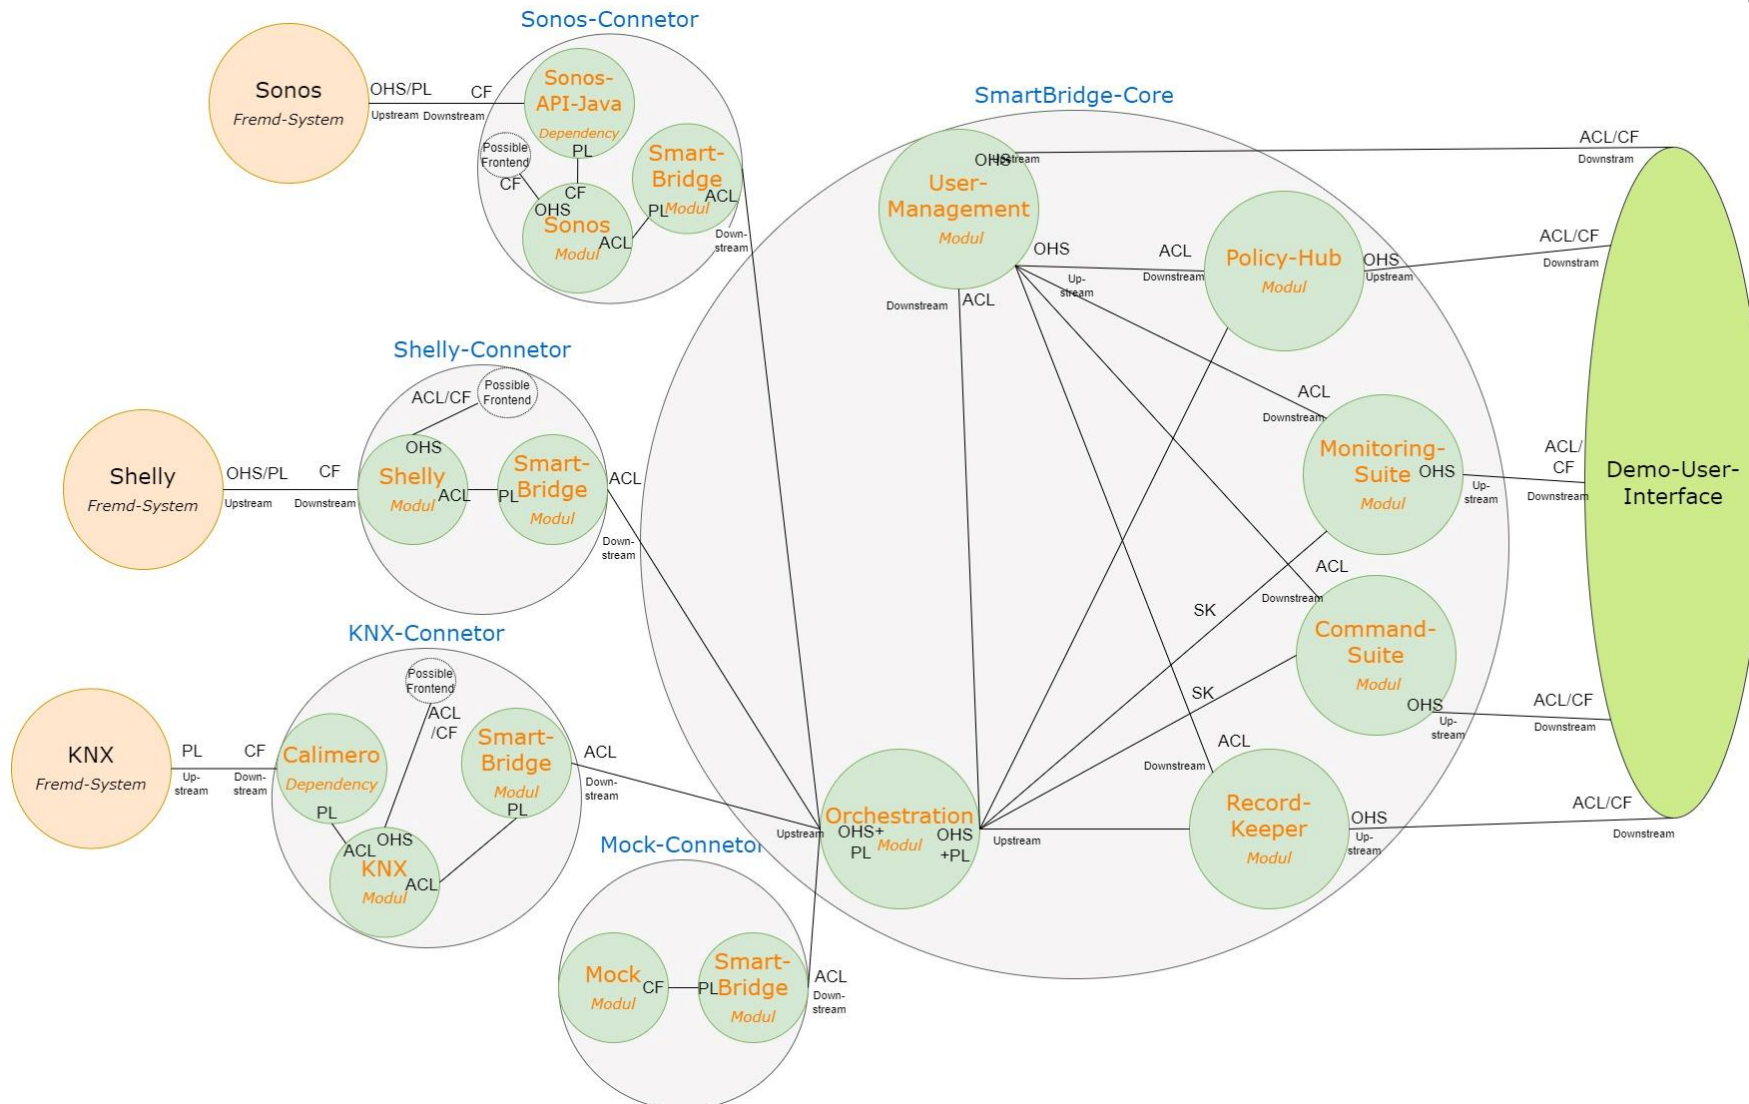 Sonos-Connetor
Sonos
Fremd-System
OHS/PL
CF
Upstream
Downstream
Sonos-
API-Java
Dependency
PL
Possible
Frontend
CF
CF
OHS
Sonos
Modul
ACL
Smart-
Bridge
Modul
PL
ACL
Down-
stream
Shelly-Connetor
Shelly
Fremd-System
OHS/PL
CF
Upstream
Downstream
ACL/CF
Possible
Frontend
OHS
Shelly
Modul
ACL
PL
Smart-
Bridge
Modul
ACL
Down-
stream
KNX-Connetor
KNX
Fremd-System
PL
CF
Up-
stream
Down-
stream
Calimero
Dependency
PL
Possible
Frontend
ACL
/CF
OHS
ACL
KNX
Modul
ACL
Smart-
Bridge
Modul
PL
ACL
Down-
stream
Mock-Connetor
Mock
Modul
CF
PL
Smart-
Bridge
Modul
ACL
Down-
stream
SmartBridge-Core
OHS
Upstream
User-
Management
Modul
OHS
Up-
stream
Downstream
ACL
ACL
Downstream
Policy-Hub
Modul
OHS
Upstream
ACL
Downstream
Monitoring-
Suite
Modul
OHS
Up-
stream
ACL
Downstream
SK
Command-
Suite
Modul
OHS
Up-
stream
SK
ACL
Downstream
Record-
Keeper
Modul
OHS
Up-
stream
Upstream
Orchestration
Modul
OHS+
PL
OHS
+PL
Upstream
ACL/CF
Downstram
ACL/CF
Downstram
ACL/
CF
Downstream
ACL/CF
Downstream
ACL/CF
Downstream
Demo-User-
Interface